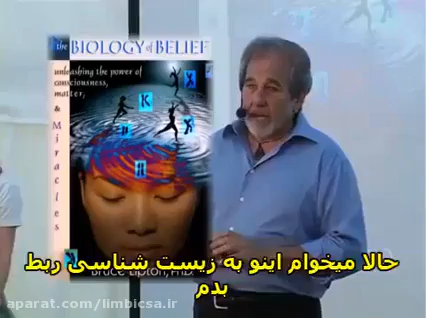 the BIOLOGY of BELIEF
unleashing the power of
consciousness,
matter,
& Miracles
حالا میخوام اینو به زیست شناسی ربط
بدم
Bruce Lipton, Ph.D.
aparat.com/limbicsa.ir